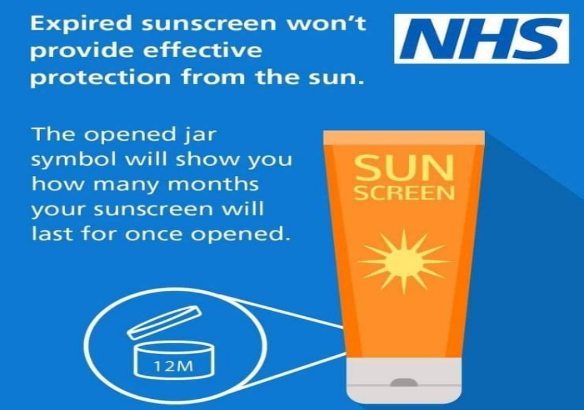 Expired sunscreen won't
provide effective
protection from the sun.
NHS
The opened jar
symbol will show you
how many months
your sunscreen will
last for once opened.
SUN
SCREEN
12M